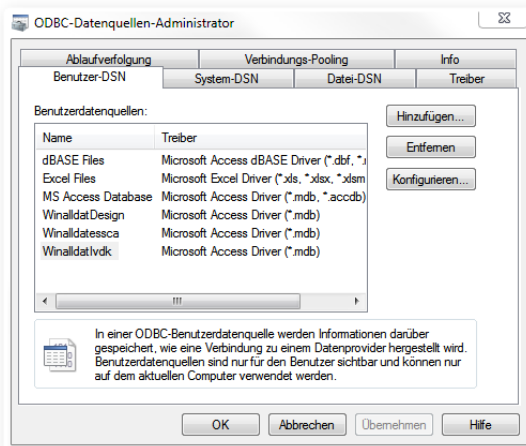 ODBC-Datenquellen-Administrator
Ablaufverfolgung Verbindungs-Pooling Info
Benutzer-DSN System-DSN Datei-DSN Treiber
Benutzerdatenquellen:
Name Treiber
dBASE Files Microsoft Access dBASE Driver (*.dbf, *.
Excel Files Microsoft Excel Driver (*.xls, *.xlsx, *.xlsm
MS Access Database Microsoft Access Driver (*.mdb, *.accdb)
WinalldatDesign Microsoft Access Driver (*.mdb)
Winalldatessca Microsoft Access Driver (*.mdb)
Winalldatlvdk Microsoft Access Driver (*.mdb)
Hinzufügen...
Entfernen
Konfigurieren...
In einer ODBC-Benutzerdatenquelle werden Informationen darüber
gespeichert, wie eine Verbindung zu einem Datenprovider hergestellt wird.
Benutzerdatenquellen sind nur für den Benutzer sichtbar und können nur
auf dem aktuellen Computer verwendet werden.
OK Abbrechen Übernehmen Hilfe